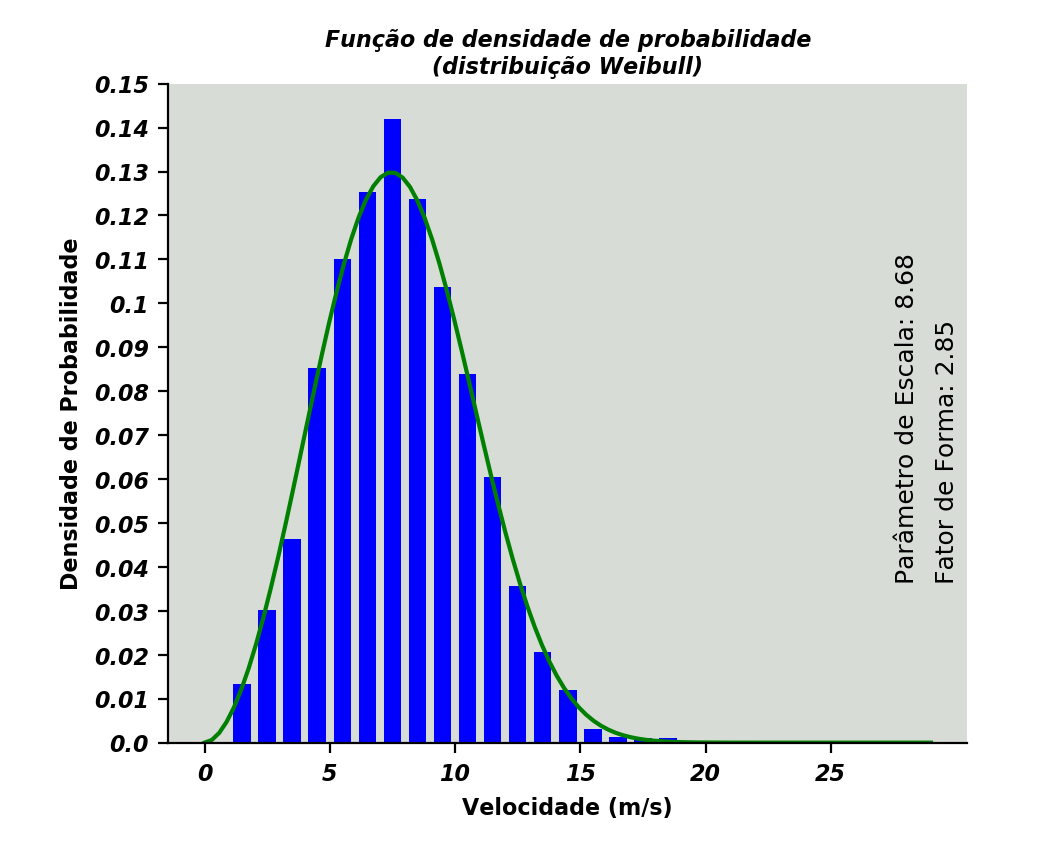 Função de densidade de probabilidade
(distribuição Weibull)
Densidade de Probabilidade
0.15
0.14
0.13
0.12
0.11
0.1
0.09
0.08
0.07
0.06
0.05
0.04
0.03
0.02
0.01
0.0
Parâmetro de Escala: 8.68
Fator de Forma: 2.85
0 5 10 15 20 25
Velocidade (m/s)